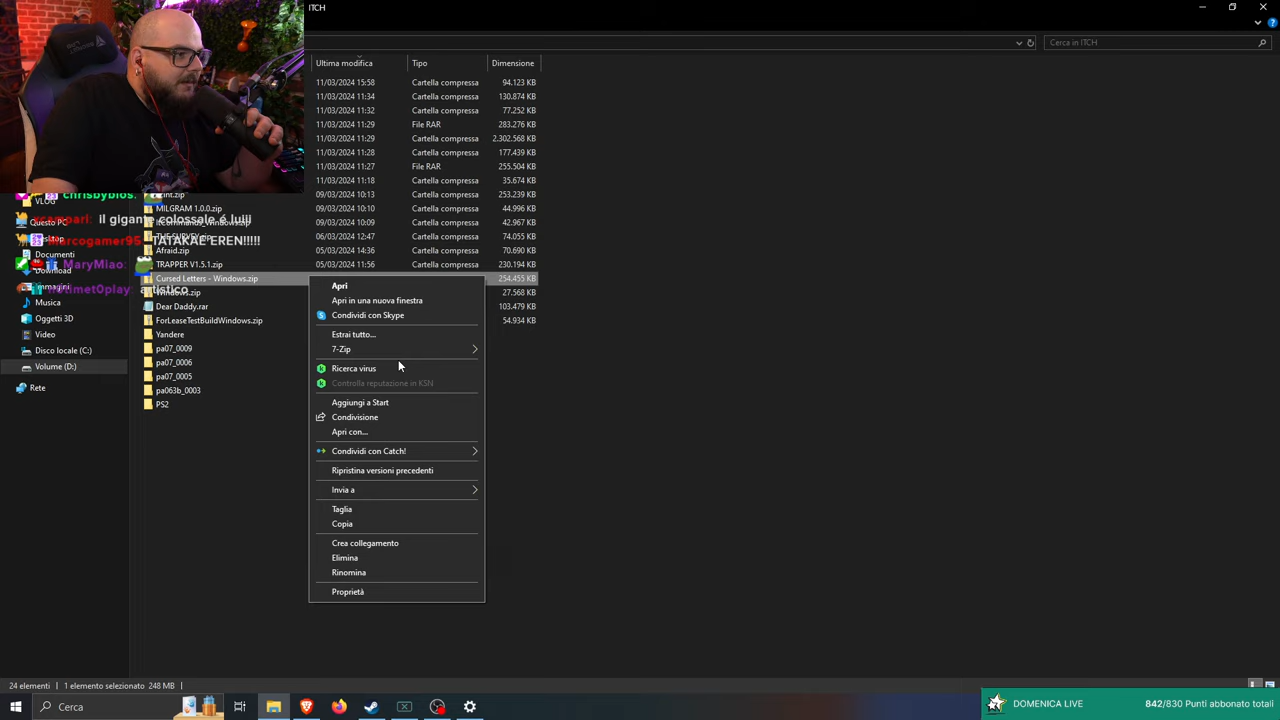 ITCH
Cerca in ITCH
Ultima modifica Tipo Dimensione
11/03/2024 15:58 Cartella compressa 94.123 KB
11/03/2024 11:34 Cartella compressa 130.874 KB
11/03/2024 11:32 Cartella compressa 77.252 KB
11/03/2024 11:29 File RAR 283.276 KB
11/03/2024 11:29 Cartella compressa 2.302.568 KB
11/03/2024 11:28 Cartella compressa 177.439 KB
11/03/2024 11:27 File RAR 255.504 KB
11/03/2024 11:18 Cartella compressa 35.674 KB
09/03/2024 10:13 Cartella compressa 253.239 KB
MILGRAM 1.0.0.zip 09/03/2024 10:10 Cartella compressa 44.996 KB
09/03/2024 10:09 Cartella compressa 42.967 KB
06/03/2024 12:47 Cartella compressa 74.055 KB
Afraid.zip 05/03/2024 14:36 Cartella compressa 70.690 KB
TRAPPER V1.5.1.zip 05/03/2024 11:56 Cartella compressa 230.194 KB
Cursed Letters - Windows.zip 254.455 KB
Windows.zip 27.568 KB
Dear Daddy.rar 103.479 KB
ForLeaseTestBuildWindows.zip 54.934 KB
Yandere
pa07_0009
pa07_0006
pa07_0005
pa063b_0003
PS2
chrisbybios:
il gigante colossale é luiii
marcogamer95: TATAKAE EREN!!!!!
MaryMiao:
notimet0play: artistico
VLOG
Questo PC
Desktop
Documenti
Download
Immagini
Musica
Oggetti 3D
Video
Disco locale (C:)
Volume (D:)
Rete
Apri
Apri in una nuova finestra
Condividi con Skype
Estrai tutto...
7-Zip
Ricerca virus
Controlla reputazione in KSN
Aggiungi a Start
Condivisione
Apri con...
Condividi con Catch!
Ripristina versioni precedenti
Invia a
Taglia
Copia
Crea collegamento
Elimina
Rinomina
Proprietà
24 elementi 1 elemento selezionato 248 MB
Cerca
DOMENICA LIVE 842/830 Punti abbonato totali